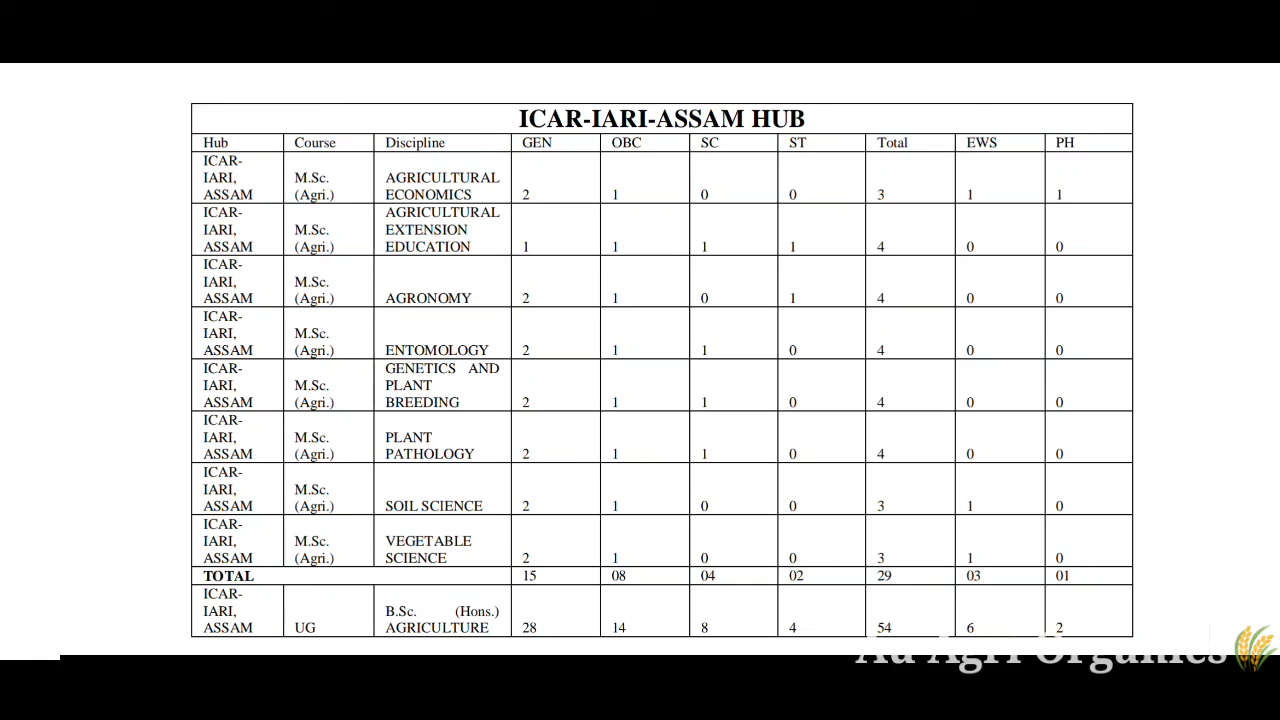 ICAR-IARI-ASSAM HUB
Hub Course Discipline GEN OBC SC ST Total EWS PH
ICAR-
IARI, M.Sc. AGRICULTURAL
ASSAM (Agri.) ECONOMICS 2 1 0 0 3 1 1
ICAR- AGRICULTURAL
IARI, M.Sc. EXTENSION
ASSAM (Agri.) EDUCATION 1 1 1 1 4 0 0
ICAR-
IARI, M.Sc.
ASSAM (Agri.) AGRONOMY 2 1 0 1 4 0 0
ICAR-
IARI, M.Sc.
ASSAM (Agri.) ENTOMOLOGY 2 1 1 0 4 0 0
ICAR- GENETICS AND
IARI, M.Sc. PLANT
ASSAM (Agri.) BREEDING 2 1 1 0 4 0 0
ICAR-
IARI, M.Sc. PLANT
ASSAM (Agri.) PATHOLOGY 2 1 1 0 4 0 0
ICAR-
IARI, M.Sc.
ASSAM (Agri.) SOIL SCIENCE 2 1 0 0 3 1 0
ICAR-
IARI, M.Sc. VEGETABLE
ASSAM (Agri.) SCIENCE 2 1 0 0 3 1 0
TOTAL 15 08 04 02 29 03 01
ICAR-
IARI, B.Sc. (Hons.)
ASSAM UG AGRICULTURE 28 14 8 4 54 6 2
Au Agri Organics